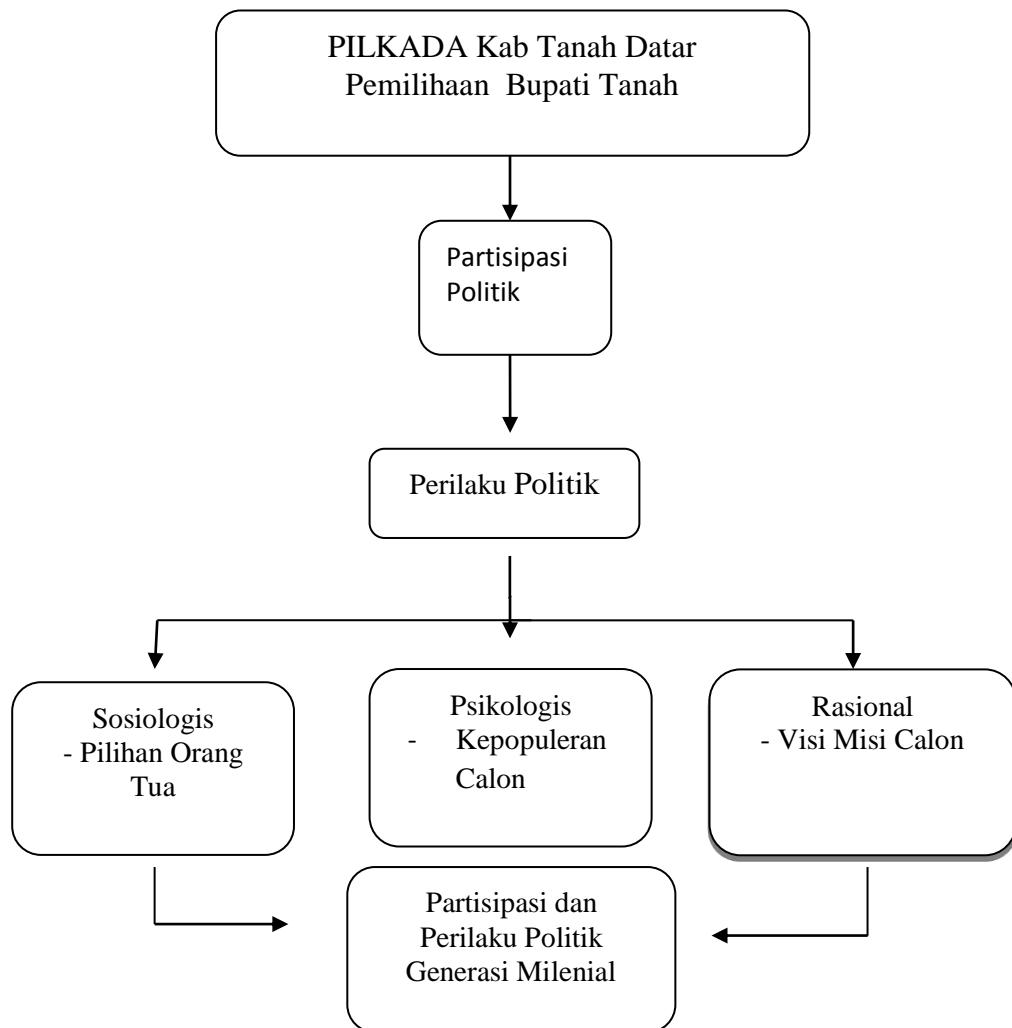 PILKADA Kab Tanah Datar
Pemilihaan Bupati Tanah
Partisipasi
Politik
Perilaku Politik
Sosiologis
- Pilihan Orang
Tua
Psikologis
- Kepopuleran
Calon
Rasional
- Visi Misi Calon
Partisipasi dan
Perilaku Politik
Generasi Milenial